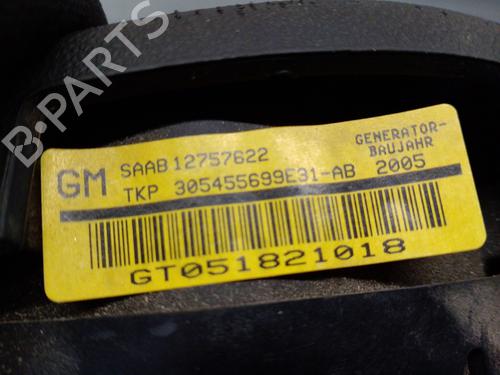 GM
SAAB 12757622
TKP 305455699E31-AB
GENERATOR-
BAUJAHR
2005
GT051821018
B-PARTS